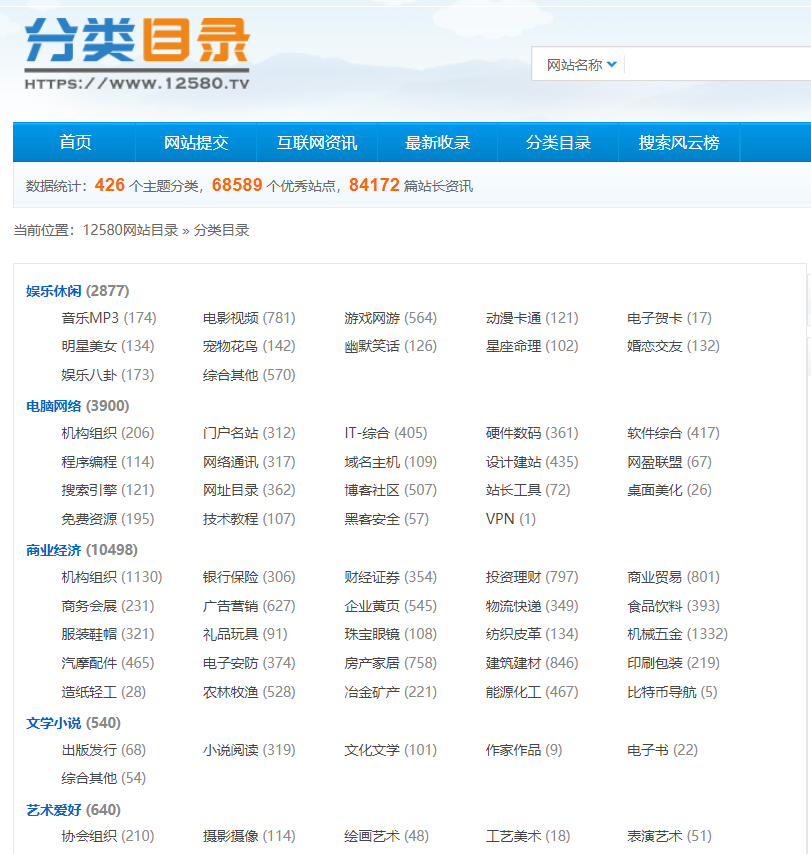 分类目录
HTTPS://WWW.12580.TV
网站名称
首页 网站提交 互联网资讯 最新收录 分类目录 搜索风云榜
数据统计：426 个主题分类，68589 个优秀站点，84172 篇站长资讯
当前位置：12580网站目录 » 分类目录
娱乐休闲 (2877)
音乐MP3 (174) 电影视频 (781) 游戏网游 (564) 动漫卡通 (121) 电子贺卡 (17)
明星美女 (134) 宠物花鸟 (142) 幽默笑话 (126) 星座命理 (102) 婚恋交友 (132)
娱乐八卦 (173) 综合其他 (570)
电脑网络 (3900)
机构组织 (206) 门户名站 (312) IT-综合 (405) 硬件数码 (361) 软件综合 (417)
程序编程 (114) 网络通讯 (317) 域名主机 (109) 设计建站 (435) 网盈联盟 (67)
搜索引擎 (121) 网址目录 (362) 博客社区 (507) 站长工具 (72) 桌面美化 (26)
免费资源 (195) 技术教程 (107) 黑客安全 (57) VPN (1)
商业经济 (10498)
机构组织 (1130) 银行保险 (306) 财经证券 (354) 投资理财 (797) 商业贸易 (801)
商务会展 (231) 广告营销 (627) 企业黄页 (545) 物流快递 (349) 食品饮料 (393)
服装鞋帽 (321) 礼品玩具 (91) 珠宝眼镜 (108) 纺织皮革 (134) 机械五金 (1332)
汽摩配件 (465) 电子安防 (374) 房产家居 (758) 建筑建材 (846) 印刷包装 (219)
造纸轻工 (28) 农林牧渔 (528) 冶金矿产 (221) 能源化工 (467) 比特币导航 (5)
文学小说 (540)
出版发行 (68) 小说阅读 (319) 文化文学 (101) 作家作品 (9) 电子书 (22)
综合其他 (54)
艺术爱好 (640)
协会组织 (210) 摄影摄像 (114) 绘画艺术 (48) 工艺美术 (18) 表演艺术 (51)